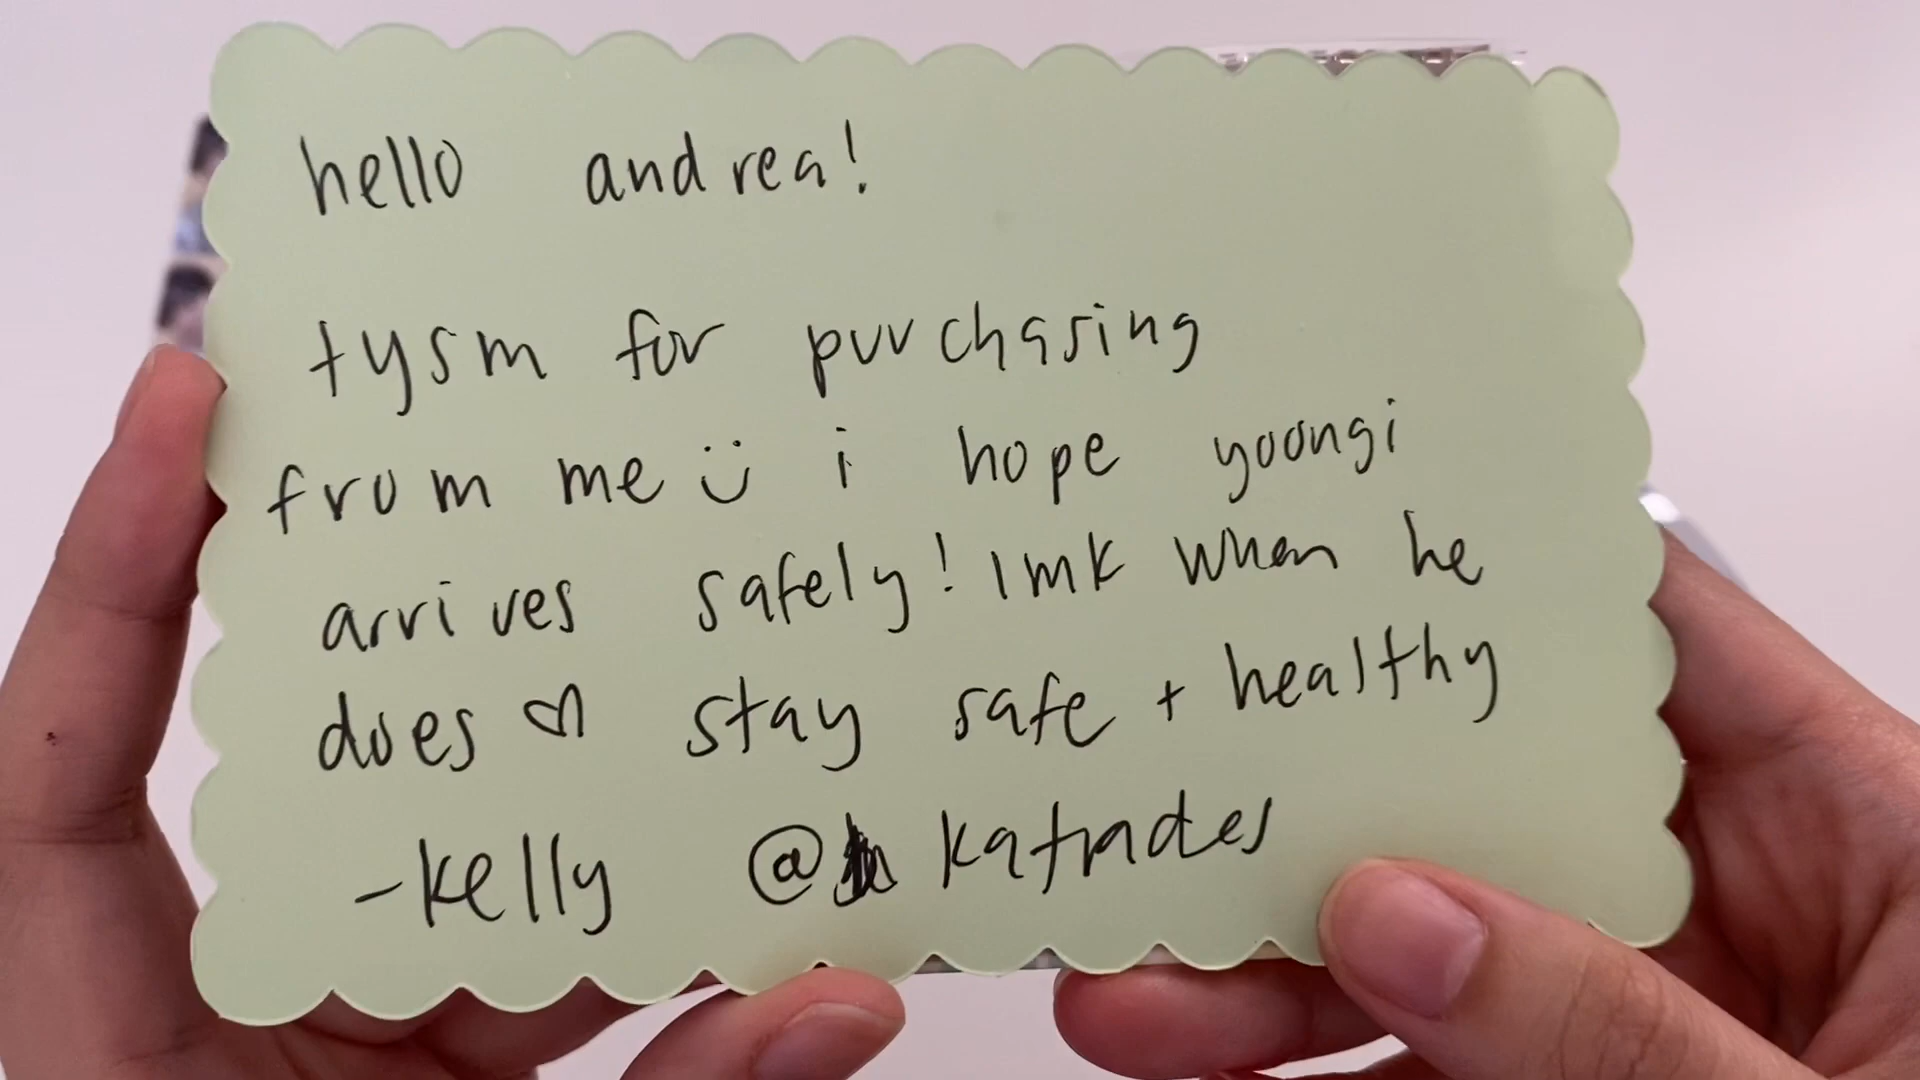 hello andrea!
tysm for purchasing
from me :) i hope yoongi
arrives safely! lmk when he
does ♡ stay safe + healthy
-kelly @ katrades